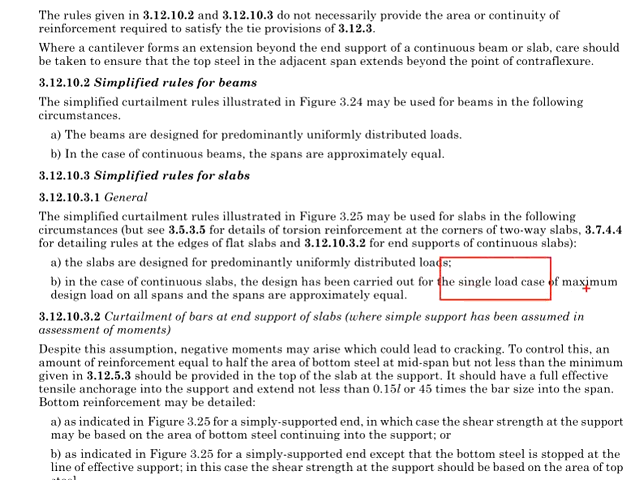 The rules given in 3.12.10.2 and 3.12.10.3 do not necessarily provide the area or continuity of
reinforcement required to satisfy the tie provisions of 3.12.3.
Where a cantilever forms an extension beyond the end support of a continuous beam or slab, care should
be taken to ensure that the top steel in the adjacent span extends beyond the point of contraflexure.
3.12.10.2 Simplified rules for beams
The simplified curtailment rules illustrated in Figure 3.24 may be used for beams in the following
circumstances.
a) The beams are designed for predominantly uniformly distributed loads.
b) In the case of continuous beams, the spans are approximately equal.
3.12.10.3 Simplified rules for slabs
3.12.10.3.1 General
The simplified curtailment rules illustrated in Figure 3.25 may be used for slabs in the following
circumstances (but see 3.5.3.5 for details of torsion reinforcement at the corners of two-way slabs, 3.7.4.4
for detailing rules at the edges of flat slabs and 3.12.10.3.2 for end supports of continuous slabs):
a) the slabs are designed for predominantly uniformly distributed loads;
b) in the case of continuous slabs, the design has been carried out for the single load case of maximum
design load on all spans and the spans are approximately equal.
3.12.10.3.2 Curtailment of bars at end support of slabs (where simple support has been assumed in
assessment of moments)
Despite this assumption, negative moments may arise which could lead to cracking. To control this, an
amount of reinforcement equal to half the area of bottom steel at mid-span but not less than the minimum
given in 3.12.5.3 should be provided in the top of the slab at the support. It should have a full effective
tensile anchorage into the support and extend not less than 0.15l or 45 times the bar size into the span.
Bottom reinforcement may be detailed:
a) as indicated in Figure 3.25 for a simply-supported end, in which case the shear strength at the support
may be based on the area of bottom steel continuing into the support; or
b) as indicated in Figure 3.25 for a simply-supported end except that the bottom steel is stopped at the
line of effective support; in this case the shear strength at the support should be based on the area of top